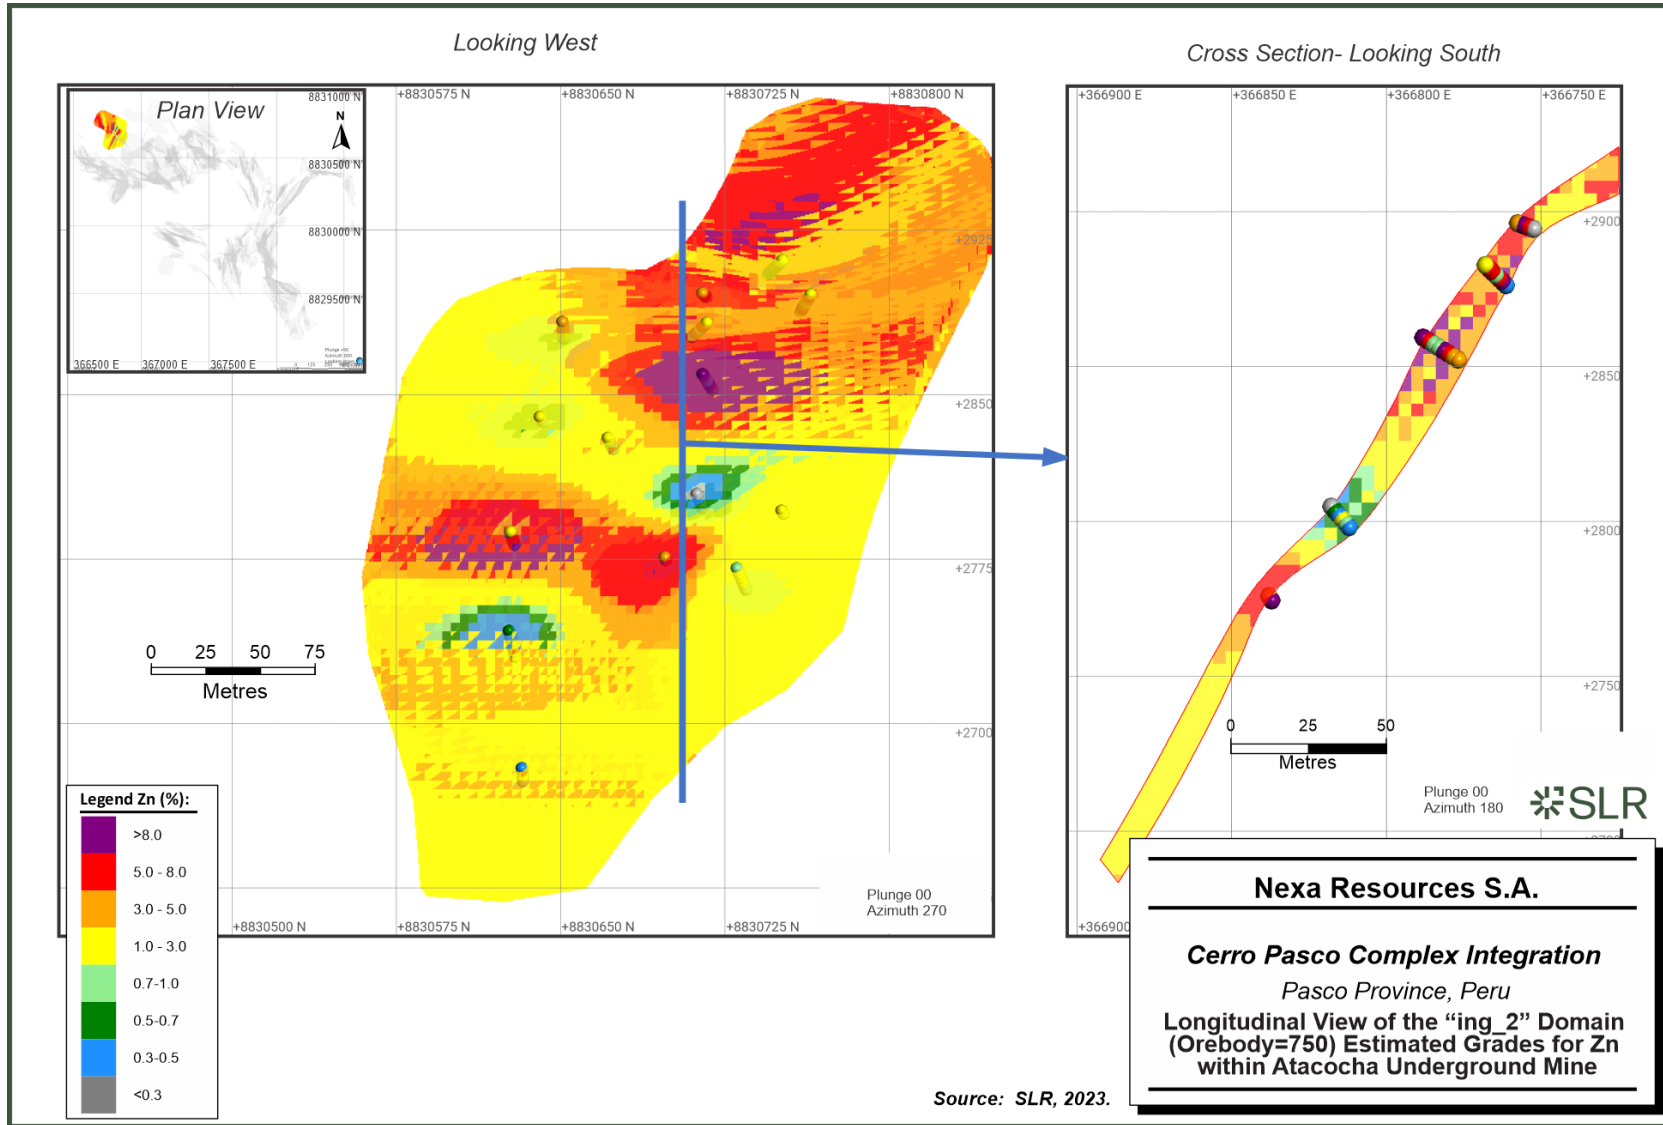 Looking West
Cross Section- Looking South
Plan View
N
8831000 N
8830500 N
8830000 N
8829500 N
366500 E
367000 E
367500 E
Plunge +90
Azimuth 000
+8830575 N
+8830650 N
+8830725 N
+8830800 N
+2925
+2850
+2775
+2700
0 25 50 75
Metres
Plunge 00
Azimuth 270
+8830500 N
+8830575 N
+8830650 N
+8830725 N
Legend Zn (%):
>8.0
5.0 - 8.0
3.0 - 5.0
1.0 - 3.0
0.7-1.0
0.5-0.7
0.3-0.5
<0.3
+366900 E
+366850 E
+366800 E
+366750 E
+2900
+2850
+2800
+2750
0 25 50
Metres
Plunge 00
Azimuth 180
SLR
+366900
Nexa Resources S.A.
Cerro Pasco Complex Integration
Pasco Province, Peru
Longitudinal View of the “ing_2” Domain
(Orebody=750) Estimated Grades for Zn
within Atacocha Underground Mine
Source: SLR, 2023.